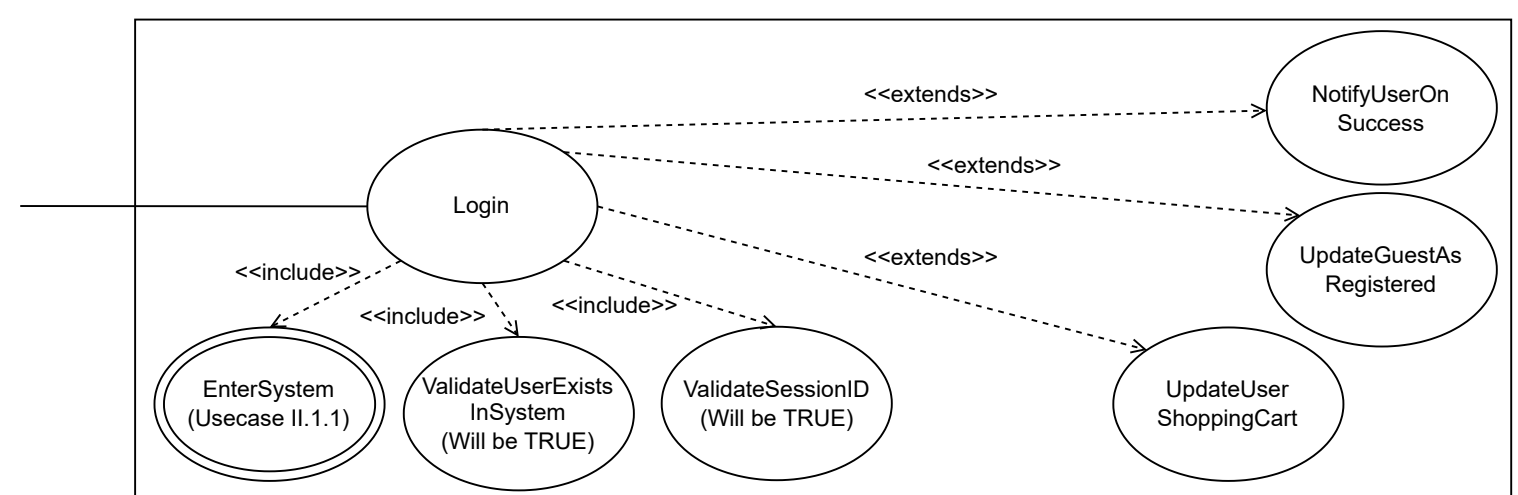 <<extends>>
NotifyUserOn
Success
<<extends>>
Login
<<extends>>
UpdateGuestAs
Registered
<<include>>
<<include>>
<<include>>
EnterSystem
(Usecase II.1.1)
ValidateUserExists
InSystem
(Will be TRUE)
ValidateSessionID
(Will be TRUE)
UpdateUser
ShoppingCart